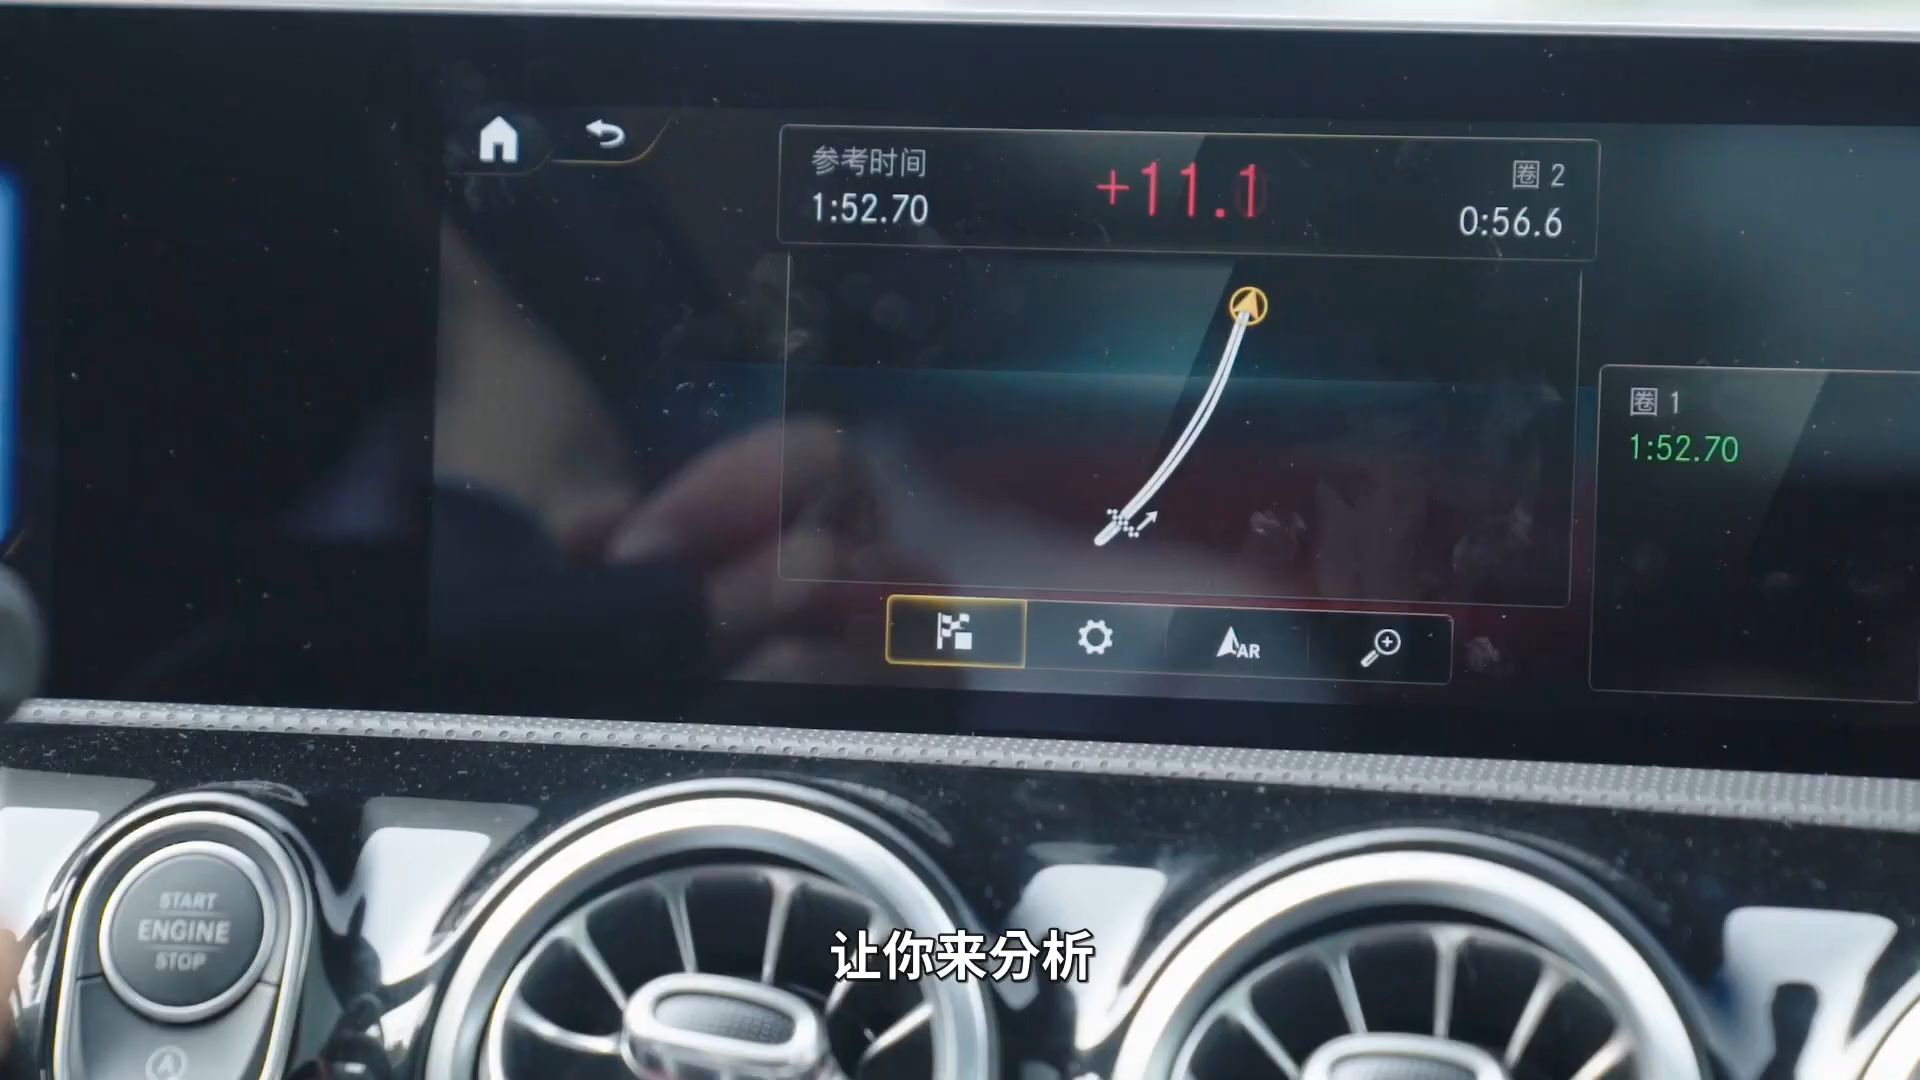 参考时间
1:52.70
+11.1
圈 2
0:56.6
圈 1
1:52.70
AR
START
ENGINE
STOP
A
让你来分析